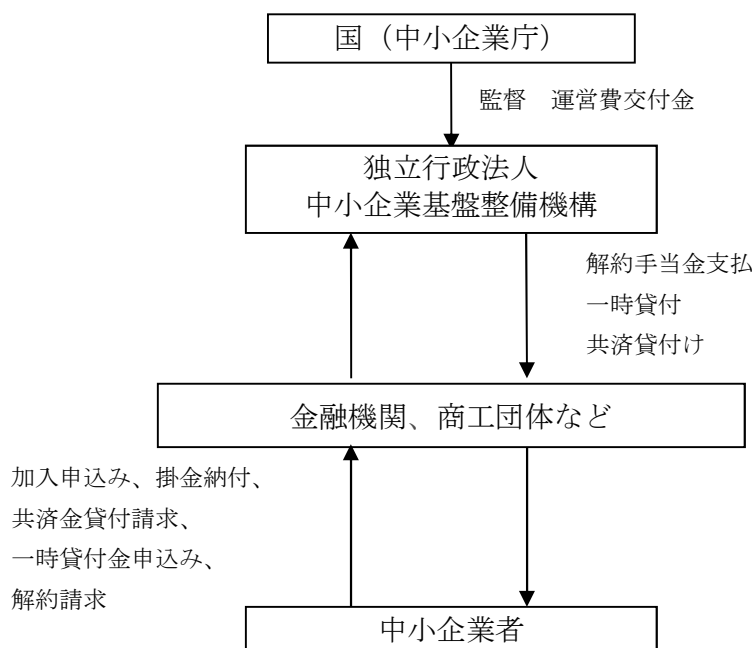 国（中小企業庁）
監督　運営費交付金
独立行政法人
中小企業基盤整備機構
解約手当金支払
一時貸付
共済貸付け
金融機関、商工団体など
加入申込み、掛金納付、
共済金貸付請求、
一時貸付金申込み、
解約請求
中小企業者